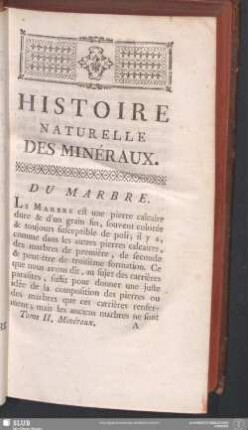 HISTOIRE
NATURELLE
DES MINÉRAUX.
DU MARBRE.
LE MARBRE est une pierre calcaire
dure & d'un grain fin, souvent colorée
& toujours susceptible de poli; il y a,
comme dans les autres pierres calcaires,
des marbres de première, de seconde
& peut-être de troisième formation. Ce
que nous avons dit, au sujet des carrières
parasites, suffit pour donner une juste
idée de la composition des pierres ou
des marbres que ces carrières renfer-
ment; mais les anciens marbres ne sont
Tome II. Minéraux. A
SLUB